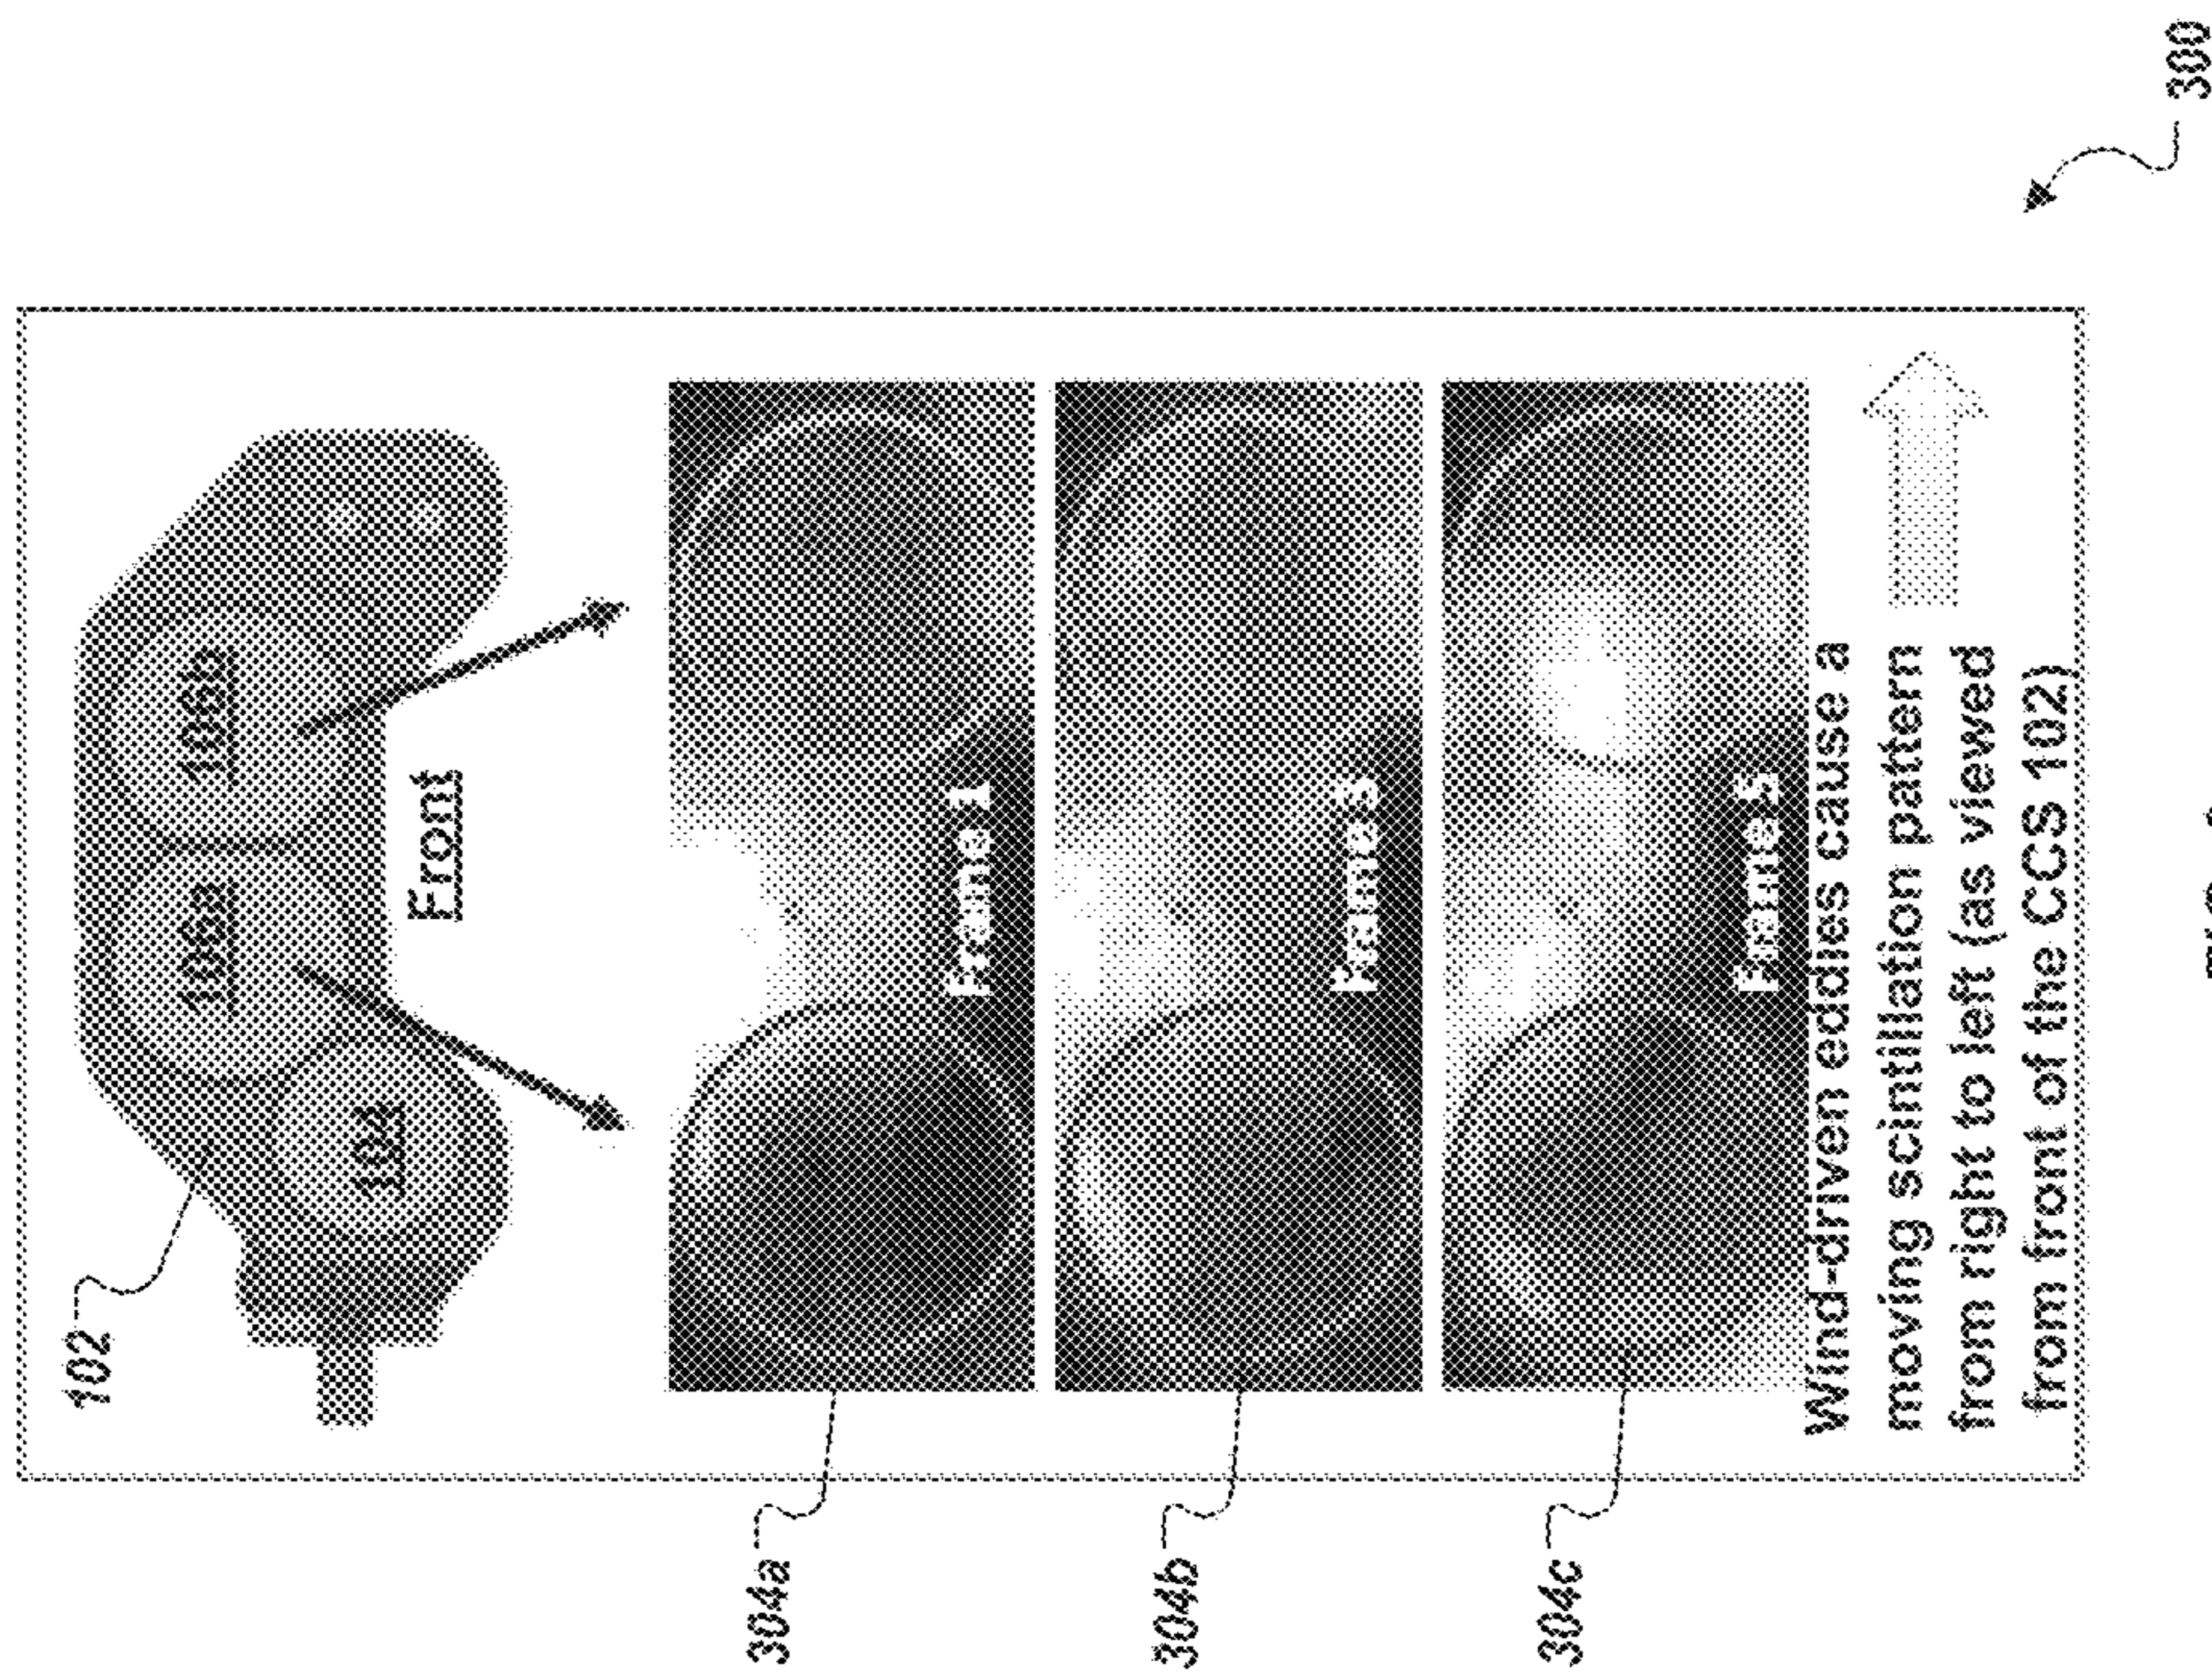 102
104
106a
106b
Front
304a
Frame 1
304b
Frame 3
304c
Frame 5
Wind-driven eddies cause a
moving scintillation pattern
from right to left (as viewed
from front of the CCS 102)
300